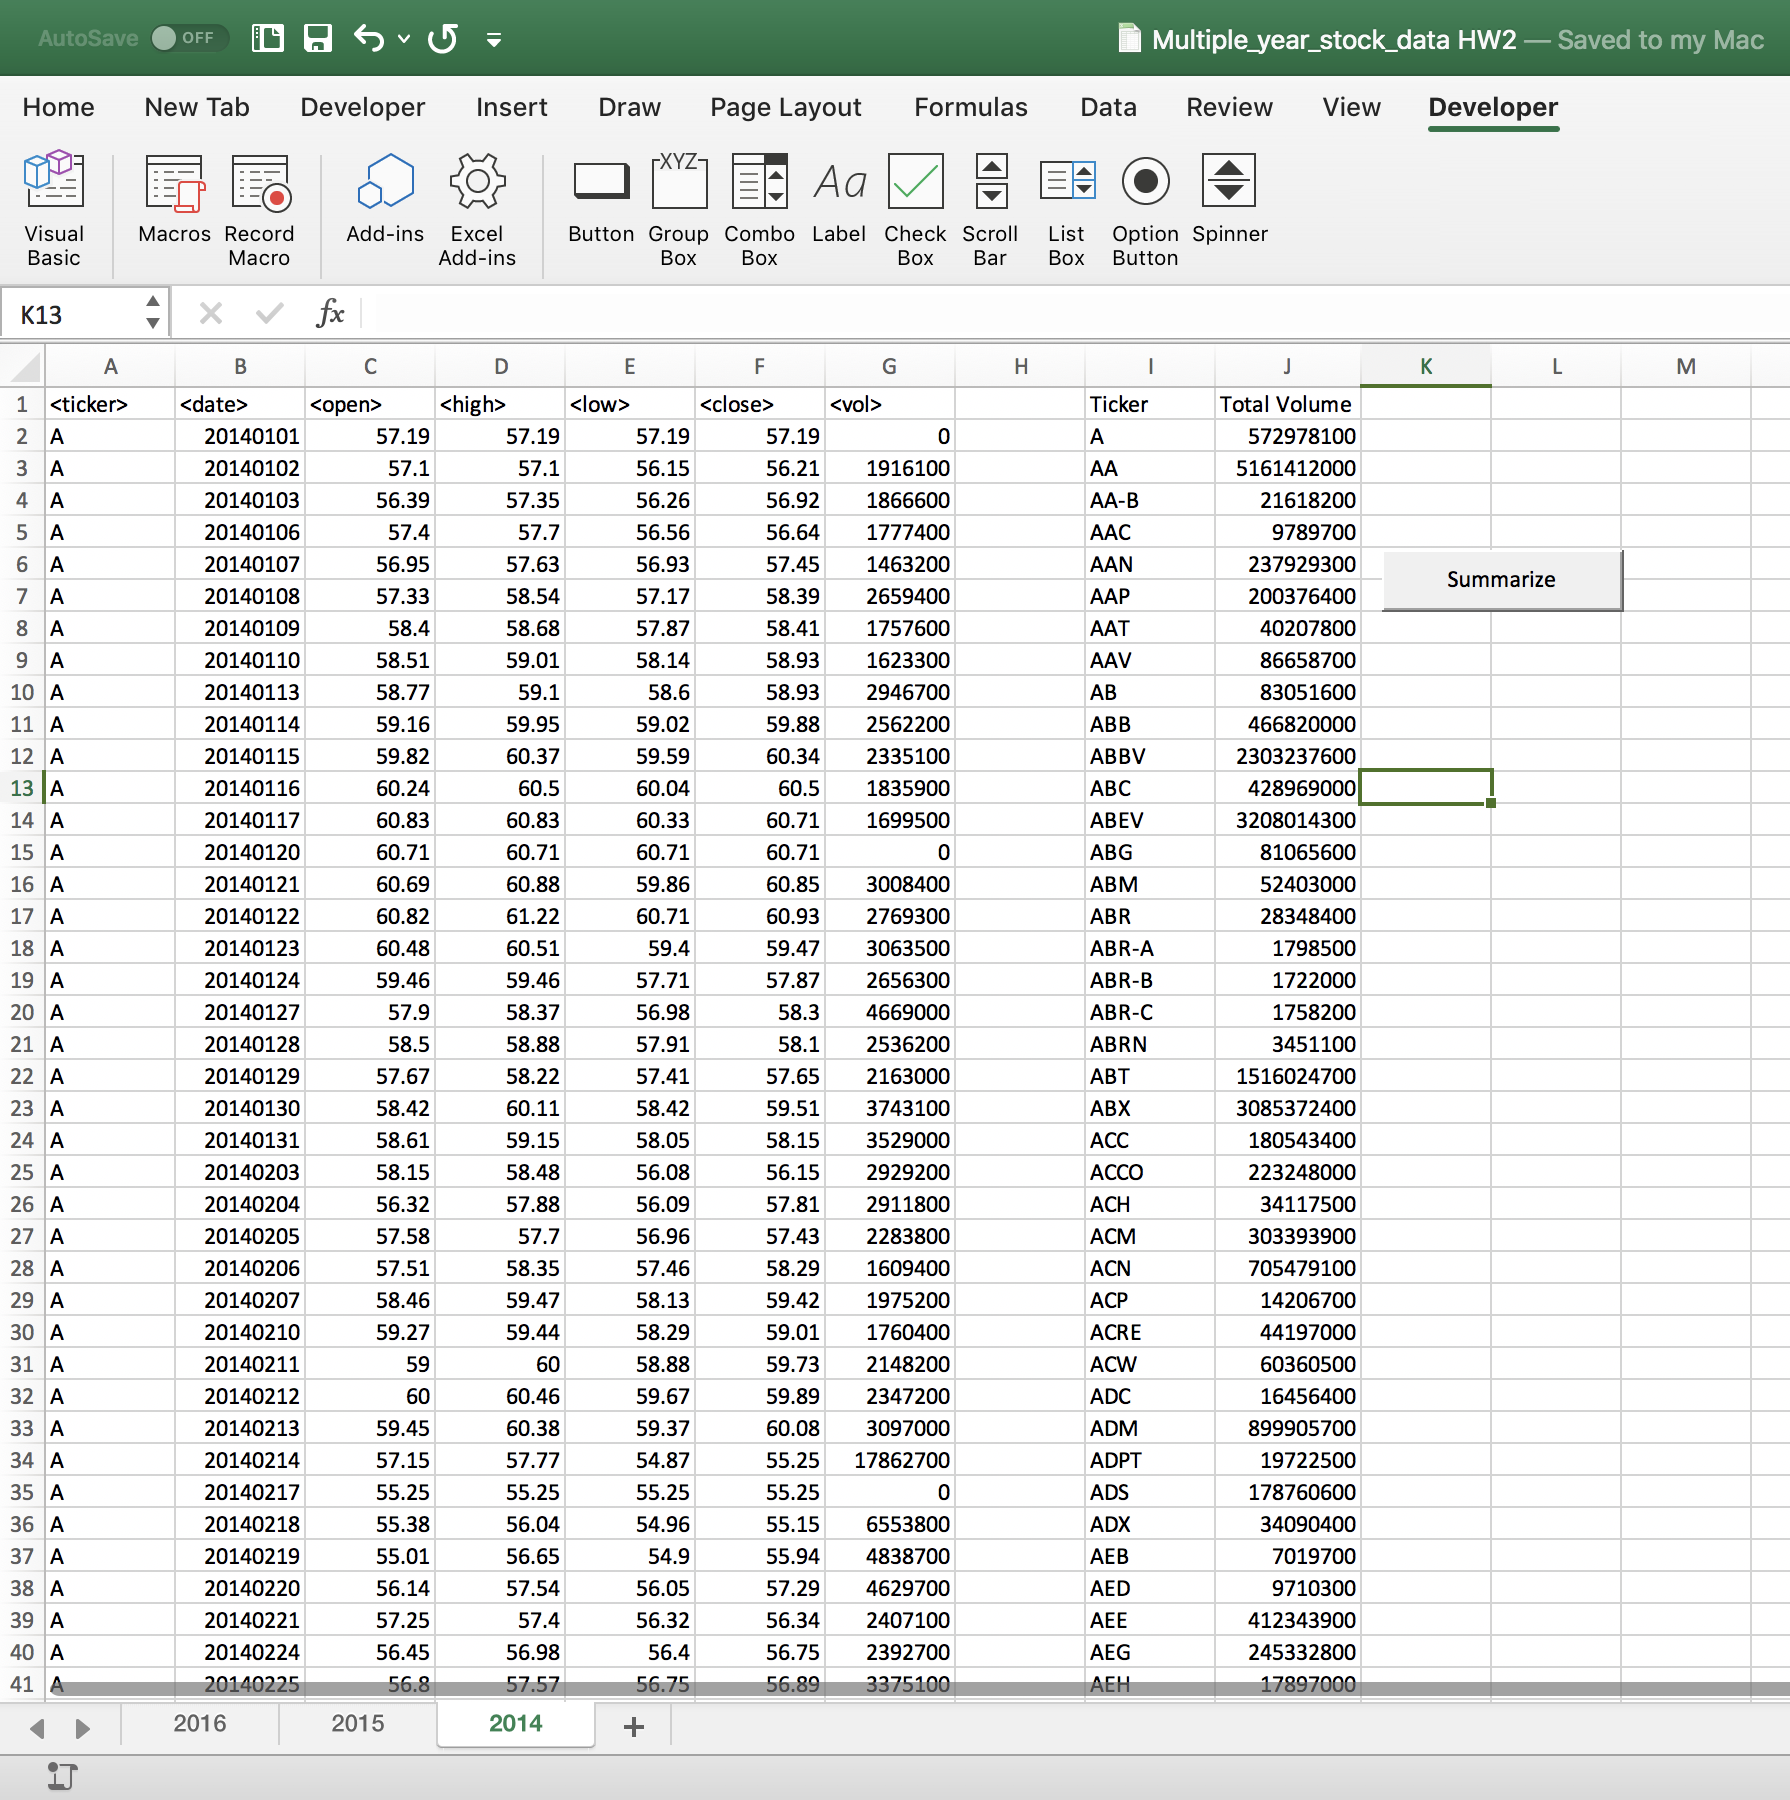 AutoSave OFF Multiple_year_stock_data HW2 — Saved to my Mac
Home New Tab Developer Insert Draw Page Layout Formulas Data Review View Developer
XYZ Aa
Visual Basic Macros Record Macro Add-ins Excel Add-ins Button Group Box Combo Box Label Check Box Scroll Bar List Box Option Button Spinner
K13 fx
A B C D E F G H I J K L M
1 <ticker> <date> <open> <high> <low> <close> <vol> Ticker Total Volume
2 A 20140101 57.19 57.19 57.19 57.19 0 A 572978100
3 A 20140102 57.1 57.1 56.15 56.21 1916100 AA 5161412000
4 A 20140103 56.39 57.35 56.26 56.92 1866600 AA-B 21618200
5 A 20140106 57.4 57.7 56.56 56.64 1777400 AAC 9789700
6 A 20140107 56.95 57.63 56.93 57.45 1463200 AAN 237929300
Summarize
7 A 20140108 57.33 58.54 57.17 58.39 2659400 AAP 200376400
8 A 20140109 58.4 58.68 57.87 58.41 1757600 AAT 40207800
9 A 20140110 58.51 59.01 58.14 58.93 1623300 AAV 86658700
10 A 20140113 58.77 59.1 58.6 58.93 2946700 AB 83051600
11 A 20140114 59.16 59.95 59.02 59.88 2562200 ABB 466820000
12 A 20140115 59.82 60.37 59.59 60.34 2335100 ABBV 2303237600
13 A 20140116 60.24 60.5 60.04 60.5 1835900 ABC 428969000
14 A 20140117 60.83 60.83 60.33 60.71 1699500 ABEV 3208014300
15 A 20140120 60.71 60.71 60.71 60.71 0 ABG 81065600
16 A 20140121 60.69 60.88 59.86 60.85 3008400 ABM 52403000
17 A 20140122 60.82 61.22 60.71 60.93 2769300 ABR 28348400
18 A 20140123 60.48 60.51 59.4 59.47 3063500 ABR-A 1798500
19 A 20140124 59.46 59.46 57.71 57.87 2656300 ABR-B 1722000
20 A 20140127 57.9 58.37 56.98 58.3 4669000 ABR-C 1758200
21 A 20140128 58.5 58.88 57.91 58.1 2536200 ABRN 3451100
22 A 20140129 57.67 58.22 57.41 57.65 2163000 ABT 1516024700
23 A 20140130 58.42 60.11 58.42 59.51 3743100 ABX 3085372400
24 A 20140131 58.61 59.15 58.05 58.15 3529000 ACC 180543400
25 A 20140203 58.15 58.48 56.08 56.15 2929200 ACCO 223248000
26 A 20140204 56.32 57.88 56.09 57.81 2911800 ACH 34117500
27 A 20140205 57.58 57.7 56.96 57.43 2283800 ACM 303393900
28 A 20140206 57.51 58.35 57.46 58.29 1609400 ACN 705479100
29 A 20140207 58.46 59.47 58.13 59.42 1975200 ACP 14206700
30 A 20140210 59.27 59.44 58.29 59.01 1760400 ACRE 44197000
31 A 20140211 59 60 58.88 59.73 2148200 ACW 60360500
32 A 20140212 60 60.46 59.67 59.89 2347200 ADC 16456400
33 A 20140213 59.45 60.38 59.37 60.08 3097000 ADM 899905700
34 A 20140214 57.15 57.77 54.87 55.25 17862700 ADPT 19722500
35 A 20140217 55.25 55.25 55.25 55.25 0 ADS 178760600
36 A 20140218 55.38 56.04 54.96 55.15 6553800 ADX 34090400
37 A 20140219 55.01 56.65 54.9 55.94 4838700 AEB 7019700
38 A 20140220 56.14 57.54 56.05 57.29 4629700 AED 9710300
39 A 20140221 57.25 57.4 56.32 56.34 2407100 AEE 412343900
40 A 20140224 56.45 56.98 56.4 56.75 2392700 AEG 245332800
41 A 20140225 56.8 57.57 56.75 56.89 3375100 AEH 17897000
2016 2015 2014 +